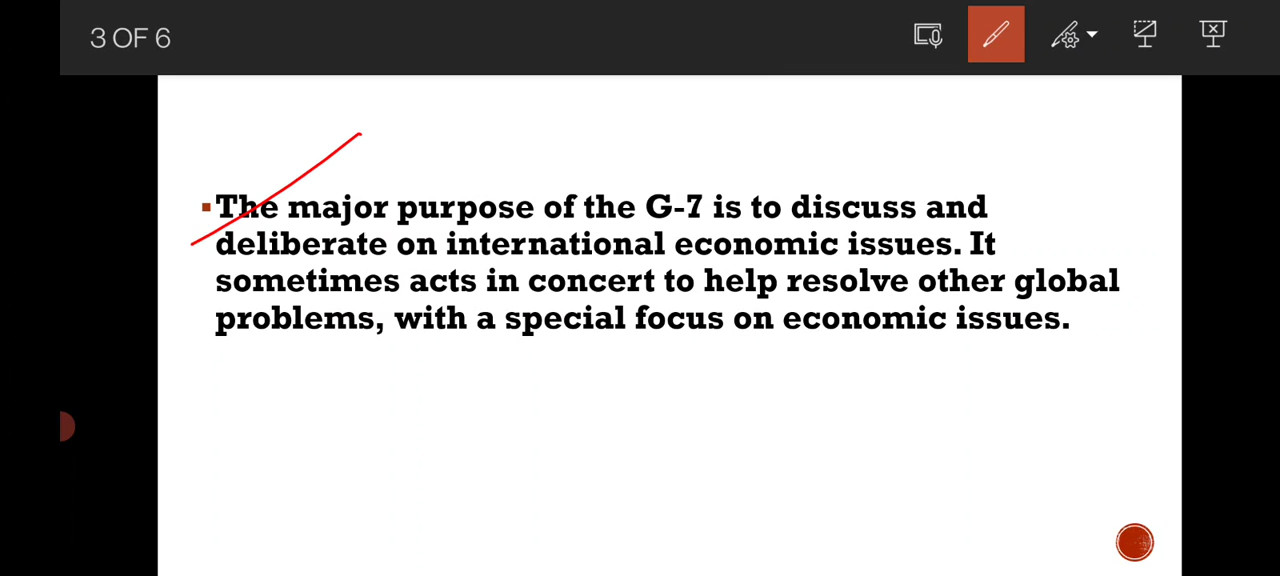 3 OF 6
The major purpose of the G-7 is to discuss and
deliberate on international economic issues. It
sometimes acts in concert to help resolve other global
problems, with a special focus on economic issues.